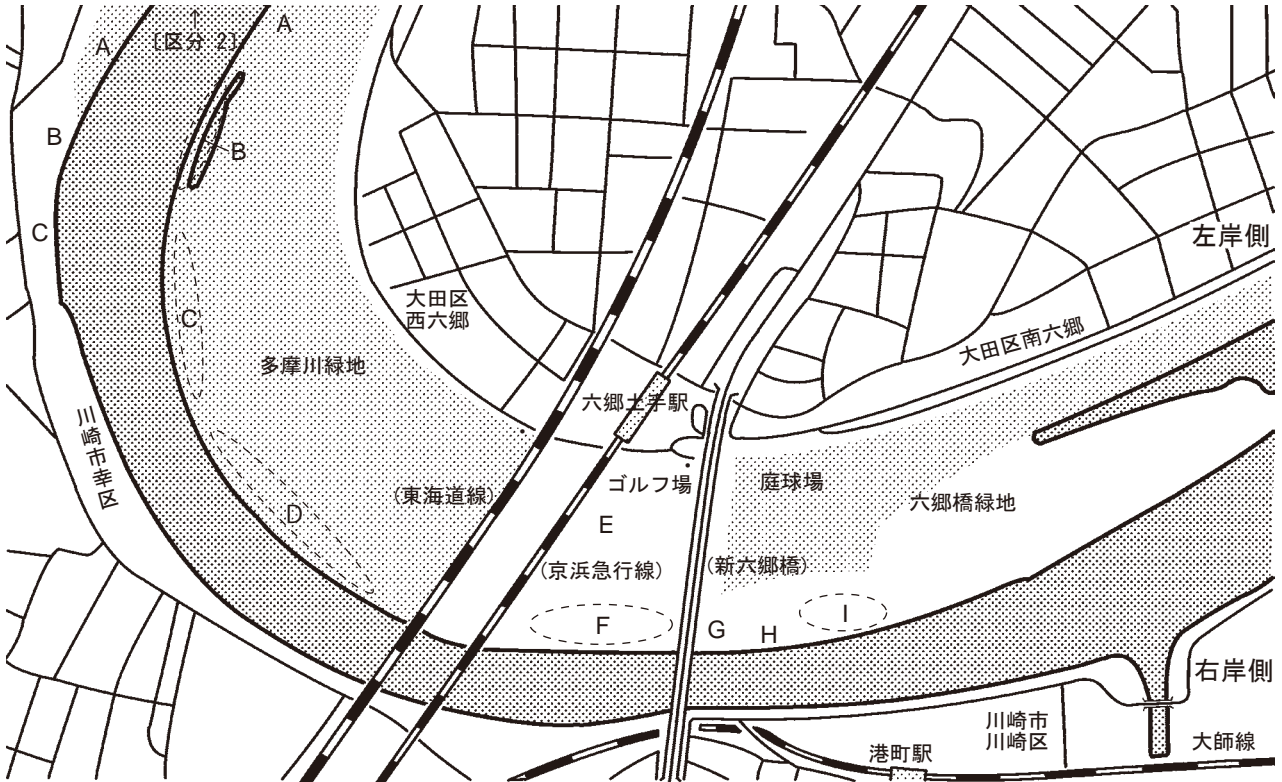 A
↑
[区分 2]
A
B
B
C
C
左岸側
大田区
西六郷
大田区南六郷
多摩川緑地
六郷土手駅
川崎市幸区
D
(東海道線)
ゴルフ場
庭球場
六郷橋緑地
E
(京浜急行線)
(新六郷橋)
F
G
H
I
右岸側
川崎市
川崎区
港町駅
大師線